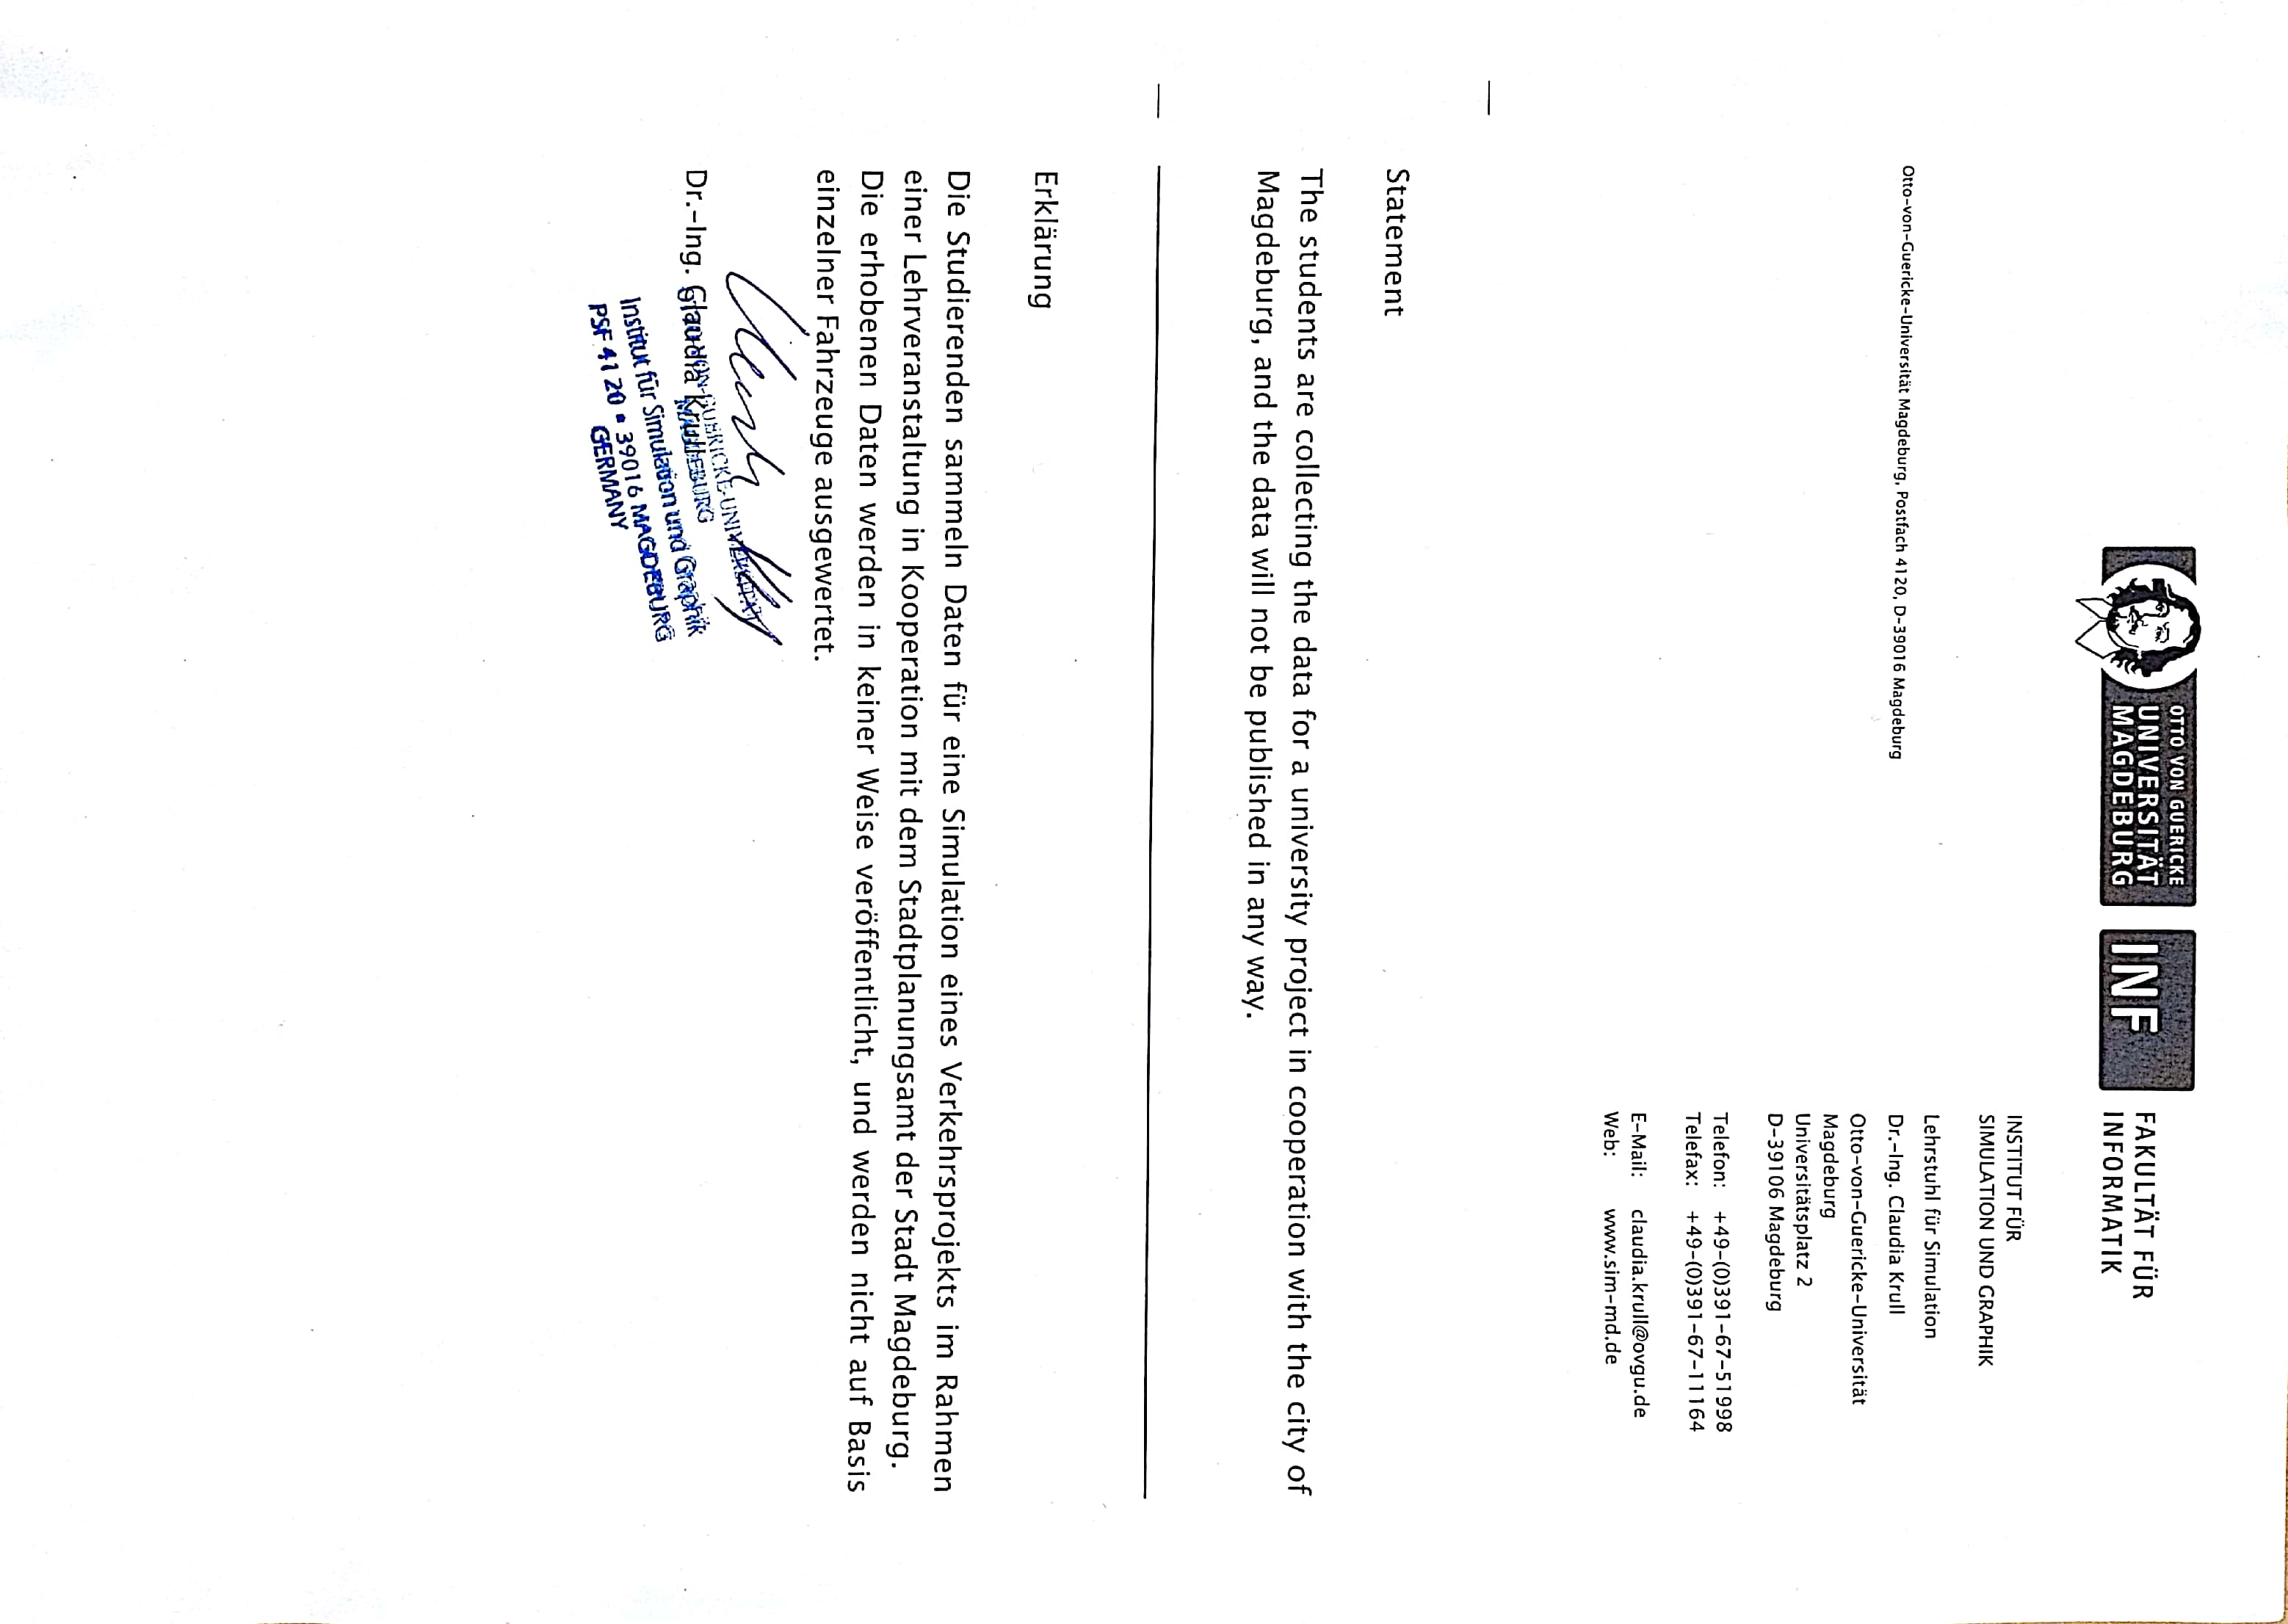 OTTO VON GUERICKE
UNIVERSITÄT
MAGDEBURG
INF
FAKULTÄT FÜR
INFORMATIK
INSTITUT FÜR
SIMULATION UND GRAPHIK
Lehrstuhl für Simulation
Dr.-Ing. Claudia Krull
Otto-von-Guericke-Universität
Magdeburg
Universitätsplatz 2
D-39106 Magdeburg
Telefon: +49-(0)391-67-51998
Telefax: +49-(0)391-67-11164
E-Mail: claudia.krull@ovgu.de
Web: www.sim-md.de
Otto-von-Guericke-Universität Magdeburg, Postfach 4120, D-39016 Magdeburg
Statement
The students are collecting the data for a university project in cooperation with the city of
Magdeburg, and the data will not be published in any way.
Erklärung
Die Studierenden sammeln Daten für eine Simulation eines Verkehrsprojekts im Rahmen
einer Lehrveranstaltung in Kooperation mit dem Stadtplanungsamt der Stadt Magdeburg.
Die erhobenen Daten werden in keiner Weise veröffentlicht, und werden nicht auf Basis
einzelner Fahrzeuge ausgewertet.
Dr.-Ing. Claudia Krull
OTTO-VON-GUERICKE-UNIVERSITÄT
MAGDEBURG
Institut für Simulation und Graphik
PSF 4120 • 39016 MAGDEBURG
GERMANY